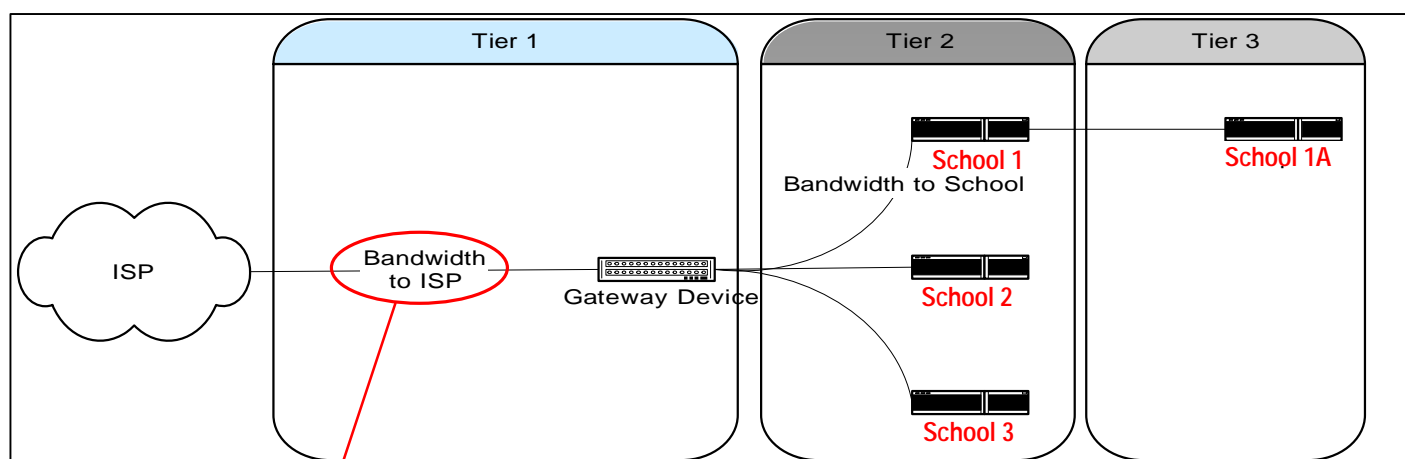 Tier 1
Tier 2
Tier 3
School 1
School 1A
Bandwidth to School
ISP
Bandwidth
to ISP
Gateway Device
School 2
School 3